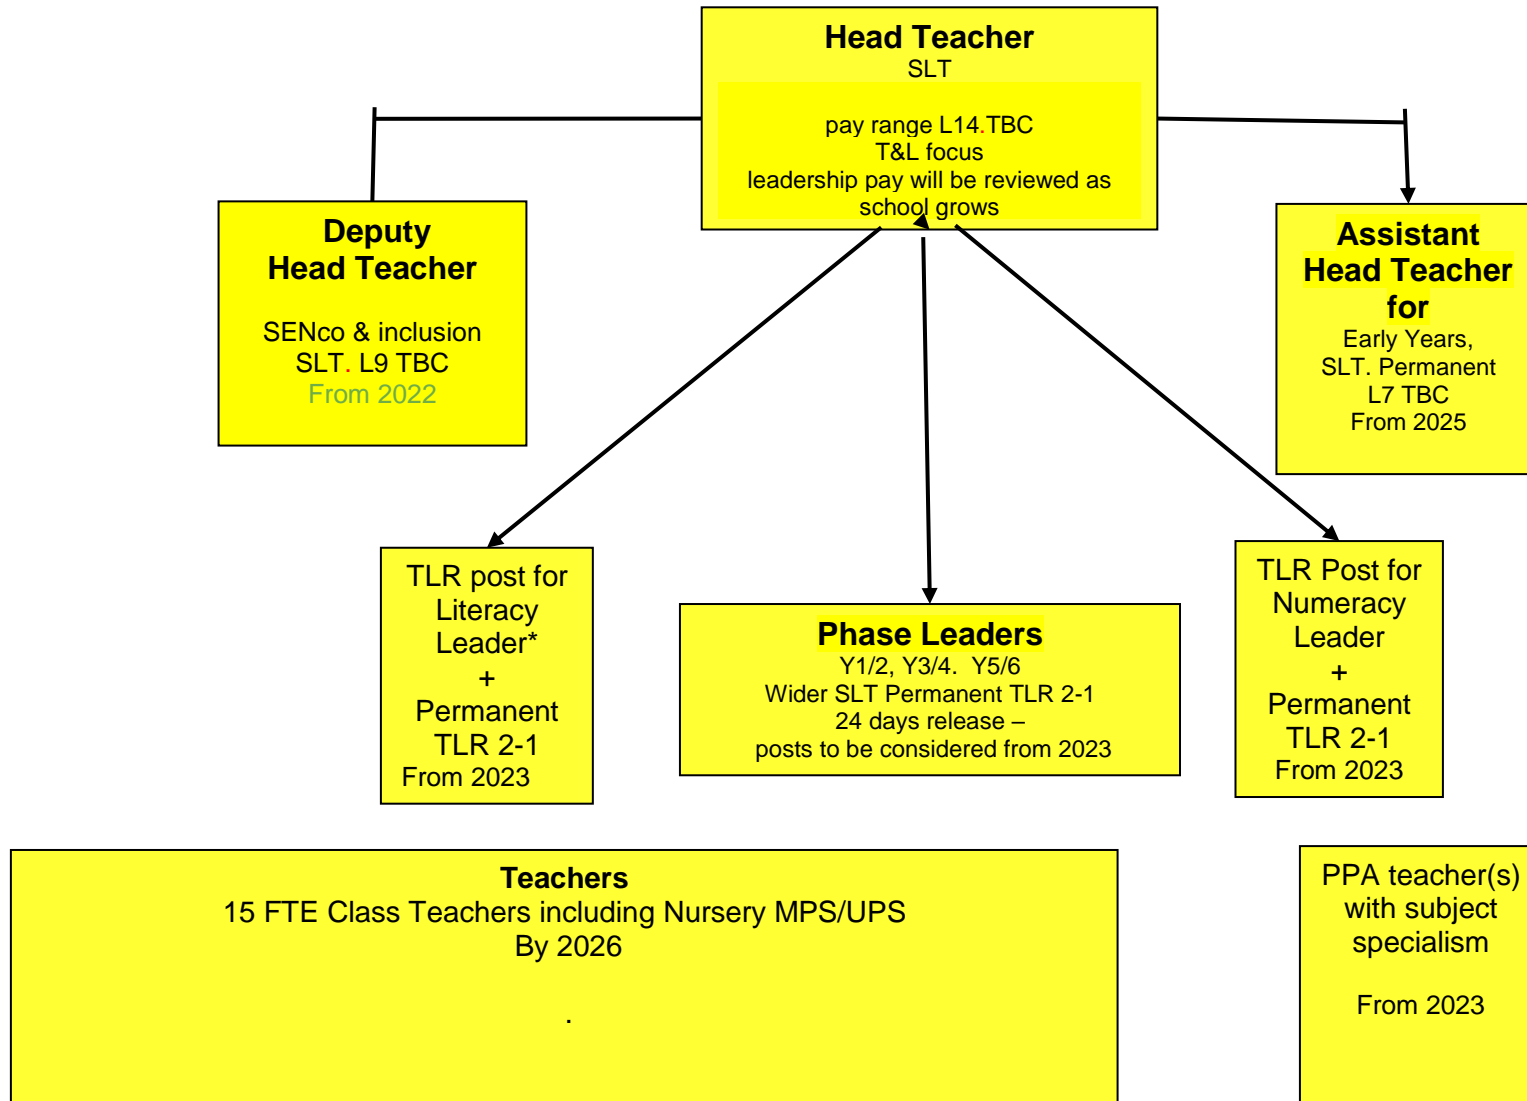 Head Teacher
SLT
pay range L14.TBC
T&L focus
leadership pay will be reviewed as
school grows
Deputy
Head Teacher
SENco & inclusion
SLT. L9 TBC
From 2022
Assistant
Head Teacher
for
Early Years,
SLT. Permanent
L7 TBC
From 2025
TLR post for
Literacy
Leader*
+
Permanent
TLR 2-1
From 2023
Phase Leaders
Y1/2, Y3/4.  Y5/6
Wider SLT Permanent TLR 2-1
24 days release –
posts to be considered from 2023
TLR Post for
Numeracy
Leader
+
Permanent
TLR 2-1
From 2023
Teachers
15 FTE Class Teachers including Nursery MPS/UPS
By 2026
.
PPA teacher(s)
with subject
specialism
From 2023